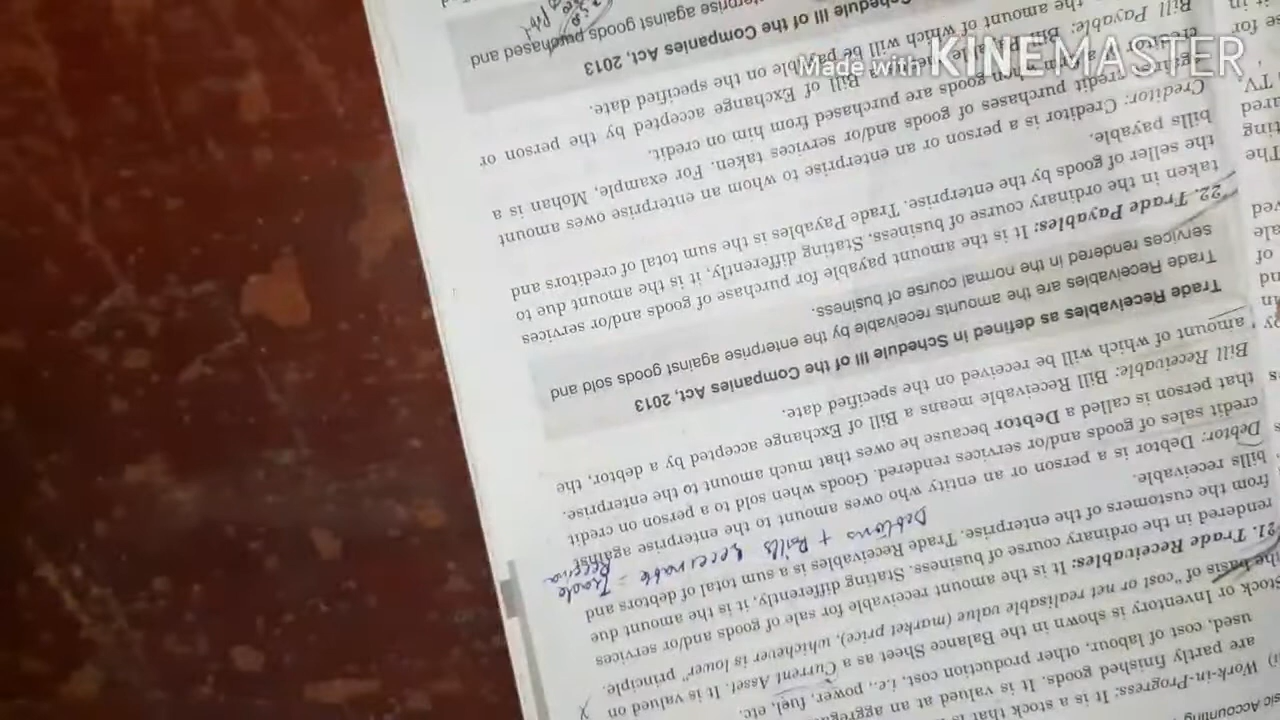 Made with KINEMASTER
sic Accounting
(ii) Work-in-Progress: It is a stock that is
are partly finished goods. It is valued at an aggreg
used, cost of labour, other production cost, i.e., power, fuel, etc.
Stock or Inventory is shown in the Balance Sheet as a Current Asset. It is valued on
the basis of "cost or net realisable value (market price), whichever is lower" principle.
21. Trade Receivables: It is the amount receivable for sale of goods and/or services
rendered in the ordinary course of business. Stating differently, it is the amount due
from the customers of the enterprise. Trade Receivables is a sum total of debtors and
bills receivable.
Debtors + Bills Receivable = Trade
Receiva
Debtor: Debtor is a person or an entity who owes amount to the enterprise against
credit sales of goods and/or services rendered. Goods when sold to a person on credit
that person is called a Debtor because he owes that much amount to the enterprise.
Bill Receivable: Bill Receivable means a Bill of Exchange accepted by a debtor, the
amount of which will be received on the specified date.
Trade Receivables as defined in Schedule III of the Companies Act, 2013
Trade Receivables are the amounts receivable by the enterprise against goods sold and
services rendered in the normal course of business.
22. Trade Payables: It is the amount payable for purchase of goods and/or services
taken in the ordinary course of business. Stating differently, it is the amount due to
the seller of goods by the enterprise. Trade Payables is the sum total of creditors and
bills payable.
Creditor: Creditor is a person or an enterprise to whom an enterprise owes amount
against credit purchases of goods and/or services taken. For example, Mohan is a
creditor of a firm when goods are purchased from him on credit.
Bill Payable: Bill Payable means a Bill of Exchange accepted by the person or
the amount of which will be payable on the specified date.
Schedule III of the Companies Act, 2013
enterprise against goods purchased and